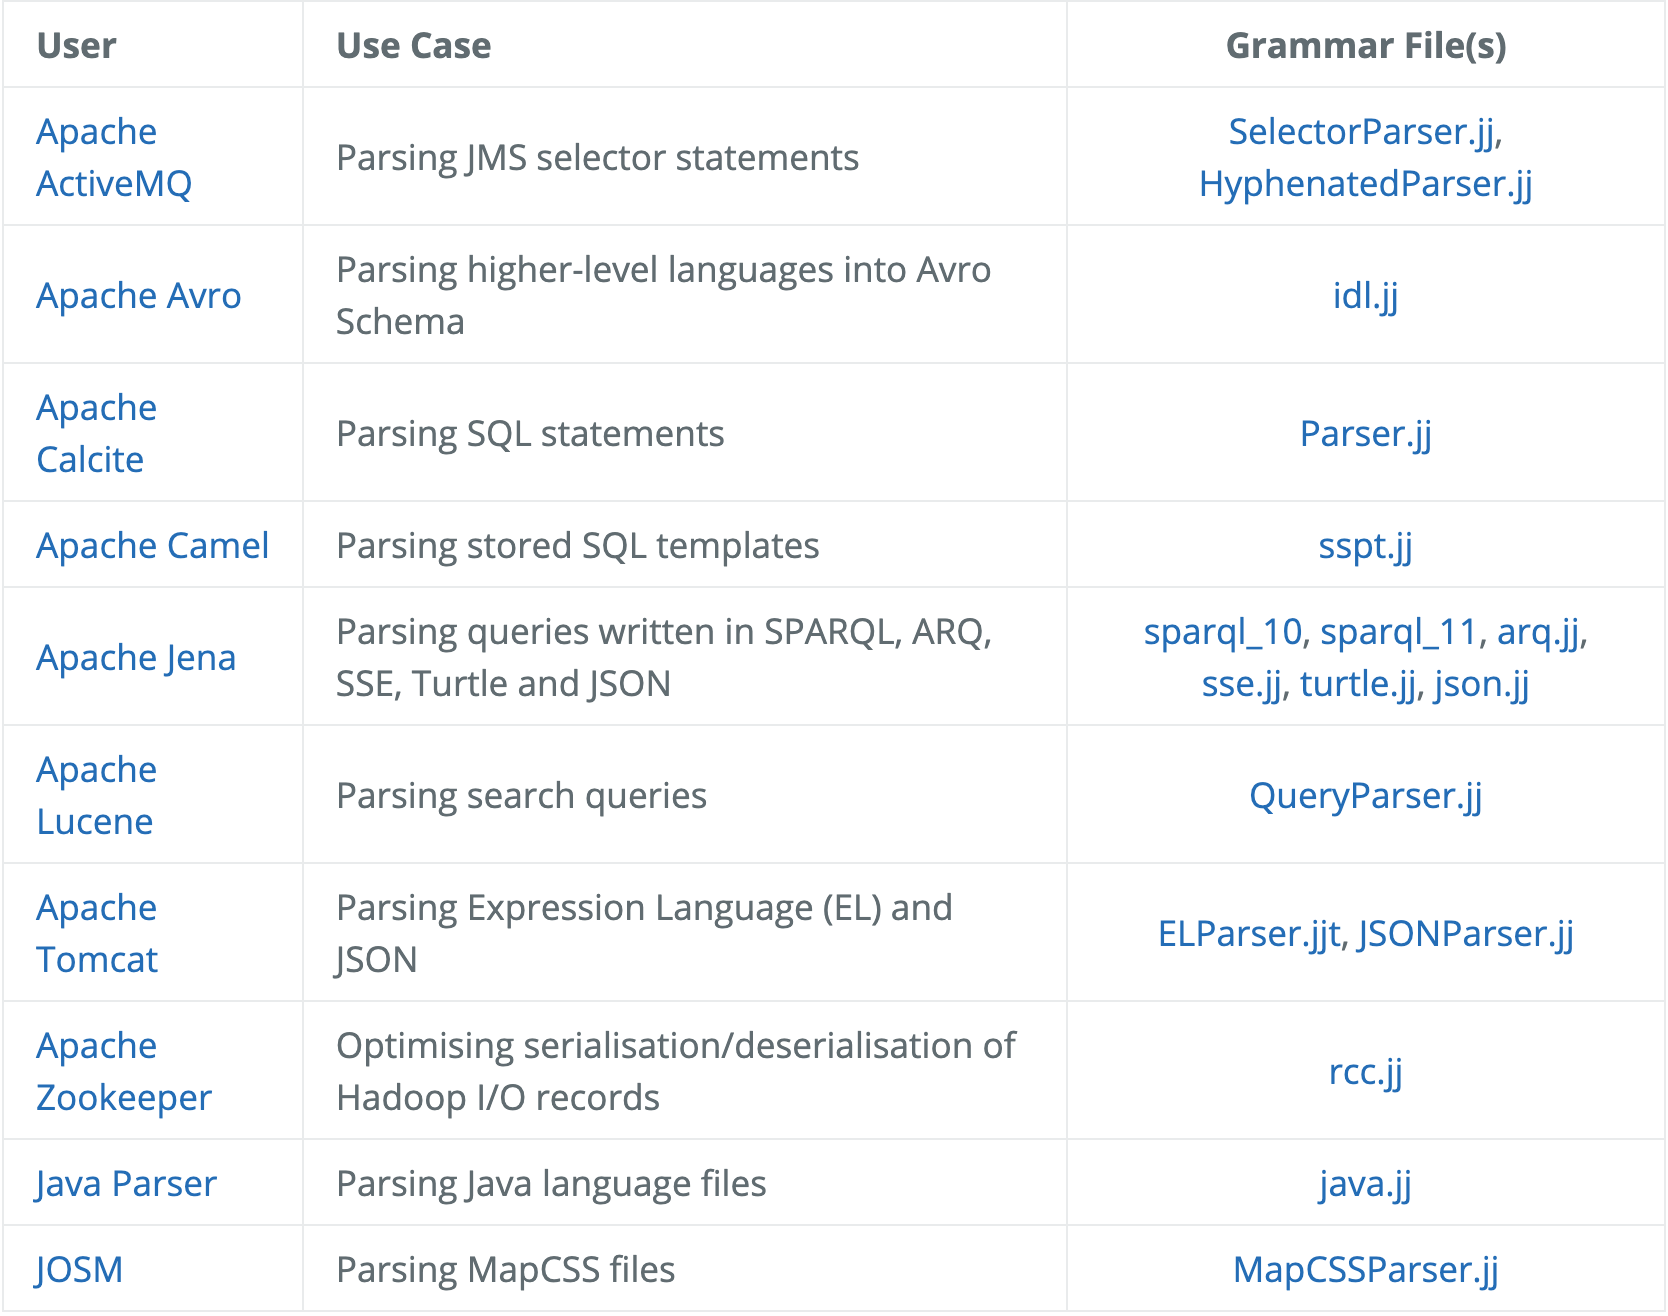 User Use Case Grammar File(s)
Apache
ActiveMQ
Parsing JMS selector statements
SelectorParser.jj,
HyphenatedParser.jj
Apache Avro
Parsing higher-level languages into Avro
Schema
idl.jj
Apache
Calcite
Parsing SQL statements
Parser.jj
Apache Camel
Parsing stored SQL templates
sspt.jj
Apache Jena
Parsing queries written in SPARQL, ARQ,
SSE, Turtle and JSON
sparql_10, sparql_11, arq.jj,
sse.jj, turtle.jj, json.jj
Apache
Lucene
Parsing search queries
QueryParser.jj
Apache
Tomcat
Parsing Expression Language (EL) and
JSON
ELParser.jjt, JSONParser.jj
Apache
Zookeeper
Optimising serialisation/deserialisation of
Hadoop I/O records
rcc.jj
Java Parser
Parsing Java language files
java.jj
JOSM
Parsing MapCSS files
MapCSSParser.jj